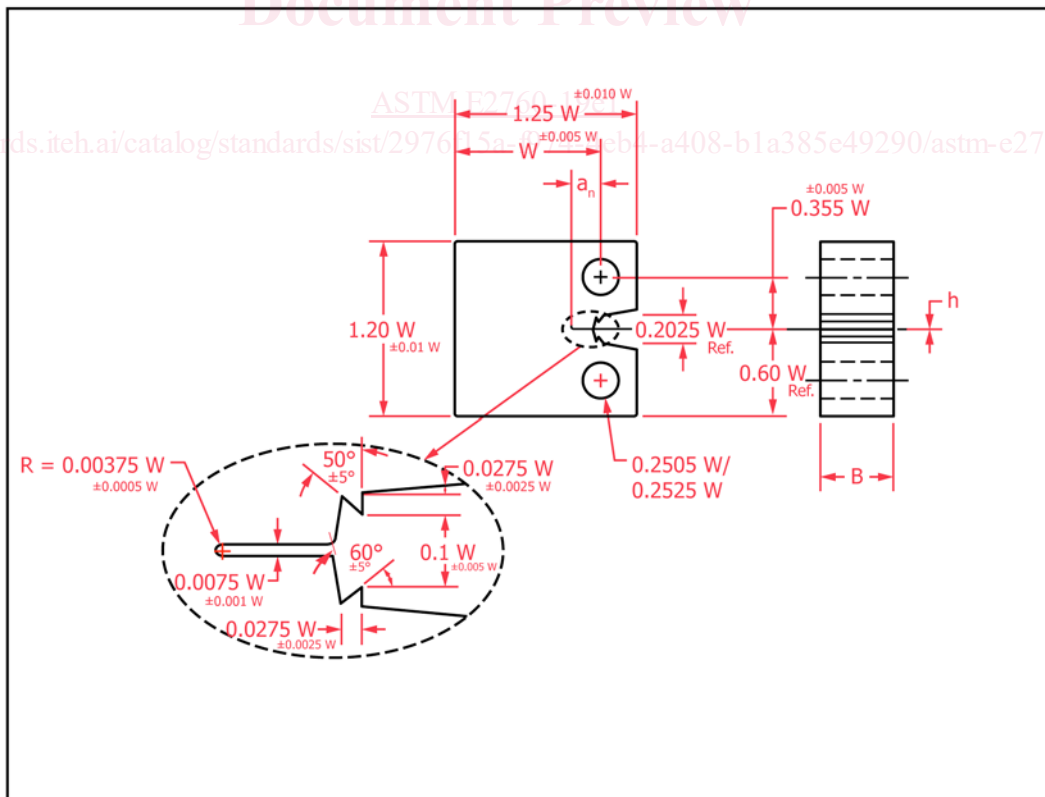 Document Preview
ASTM E2760-19e1
±0.010 W
1.25 W
±0.005 W
W
a_n
±0.005 W
0.355 W
h
1.20 W
±0.01 W
0.2025 W
Ref.
0.60 W
Ref.
R = 0.00375 W
±0.0005 W
50°
±5°
0.0275 W
±0.0025 W
0.2505 W/
0.2525 W
B
60°
±5°
0.1 W
±0.005 W
0.0075 W
±0.001 W
0.0275 W
±0.0025 W